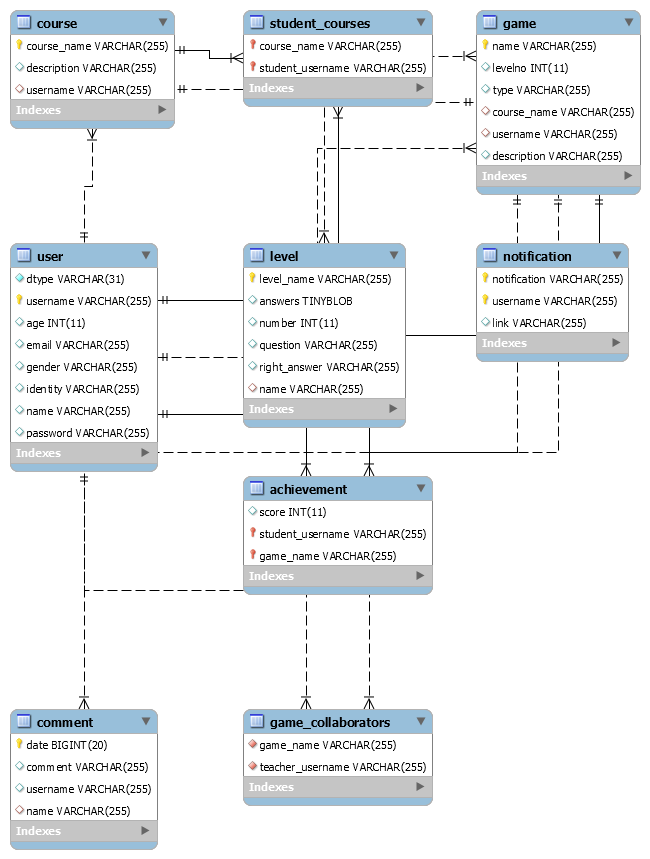 course
course_name VARCHAR(255)
description VARCHAR(255)
username VARCHAR(255)
Indexes
student_courses
course_name VARCHAR(255)
student_username VARCHAR(255)
Indexes
game
name VARCHAR(255)
levelno INT(11)
type VARCHAR(255)
course_name VARCHAR(255)
username VARCHAR(255)
description VARCHAR(255)
Indexes
user
dtype VARCHAR(31)
username VARCHAR(255)
age INT(11)
email VARCHAR(255)
gender VARCHAR(255)
identity VARCHAR(255)
name VARCHAR(255)
password VARCHAR(255)
Indexes
level
level_name VARCHAR(255)
answers TINYBLOB
number INT(11)
question VARCHAR(255)
right_answer VARCHAR(255)
name VARCHAR(255)
Indexes
notification
notification VARCHAR(255)
username VARCHAR(255)
link VARCHAR(255)
Indexes
achievement
score INT(11)
student_username VARCHAR(255)
game_name VARCHAR(255)
Indexes
comment
date BIGINT(20)
comment VARCHAR(255)
username VARCHAR(255)
name VARCHAR(255)
Indexes
game_collaborators
game_name VARCHAR(255)
teacher_username VARCHAR(255)
Indexes